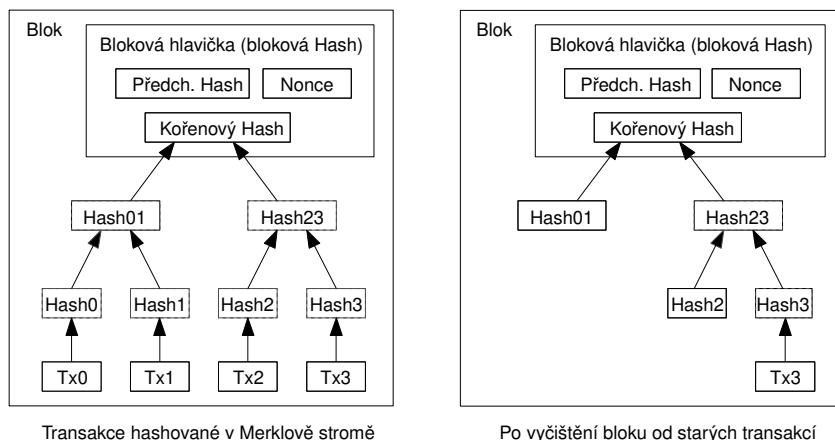 Blok
Bloková hlavička (bloková Hash)
Předch. Hash
Nonce
Kořenový Hash
Hash01
Hash23
Hash0
Hash1
Hash2
Hash3
Tx0
Tx1
Tx2
Tx3
Transakce hashované v Merklově stromě
Blok
Bloková hlavička (bloková Hash)
Předch. Hash
Nonce
Kořenový Hash
Hash01
Hash23
Hash2
Hash3
Tx3
Po vyčištění bloku od starých transakcí